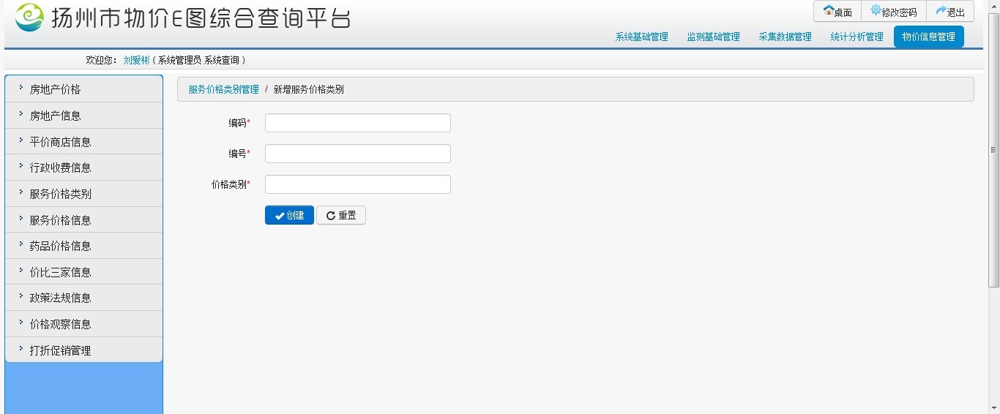 扬州市物价E图综合查询平台
桌面 修改密码 退出
系统基础管理 监测基础管理 采集数据管理 统计分析管理 物价信息管理
欢迎您： 刘爱彬 ( 系统管理员 系统查询 )
房地产价格
房地产信息
平价商店信息
行政收费信息
服务价格类别
服务价格信息
药品价格信息
价比三家信息
政策法规信息
价格观察信息
打折促销管理
服务价格类别管理 / 新增服务价格类别
编码*
编号*
价格类别*
创建 重置